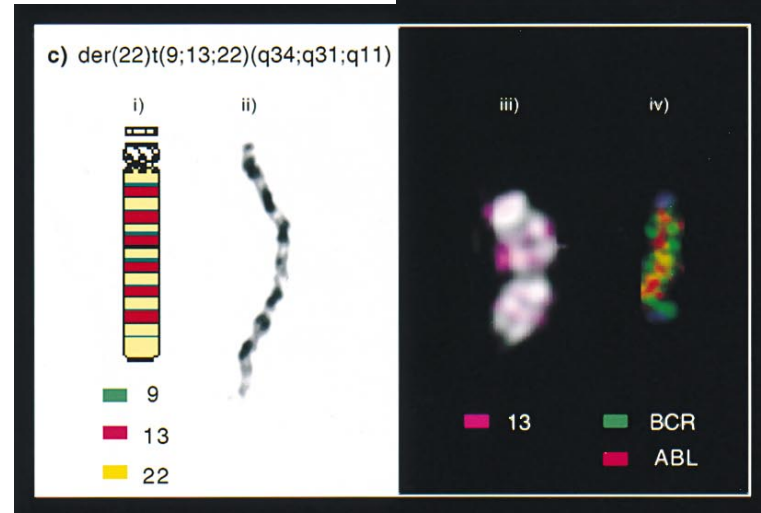 c) der(22)t(9;13;22)(q34;q31;q11)
i) ii) iii) iv)
9
13
22
13
BCR
ABL